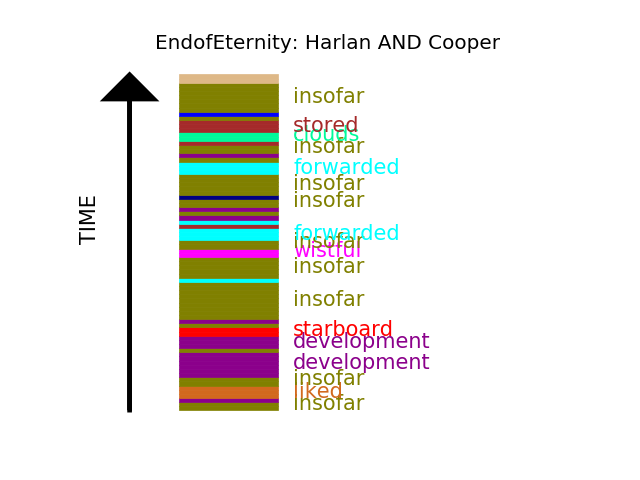 EndofEternity: Harlan AND Cooper
insofar
stored
clouds
insofar
forwarded
insofar
insofar
forwarded
insofar
wistful
insofar
insofar
starboard
development
development
insofar
liked
insofar
TIME